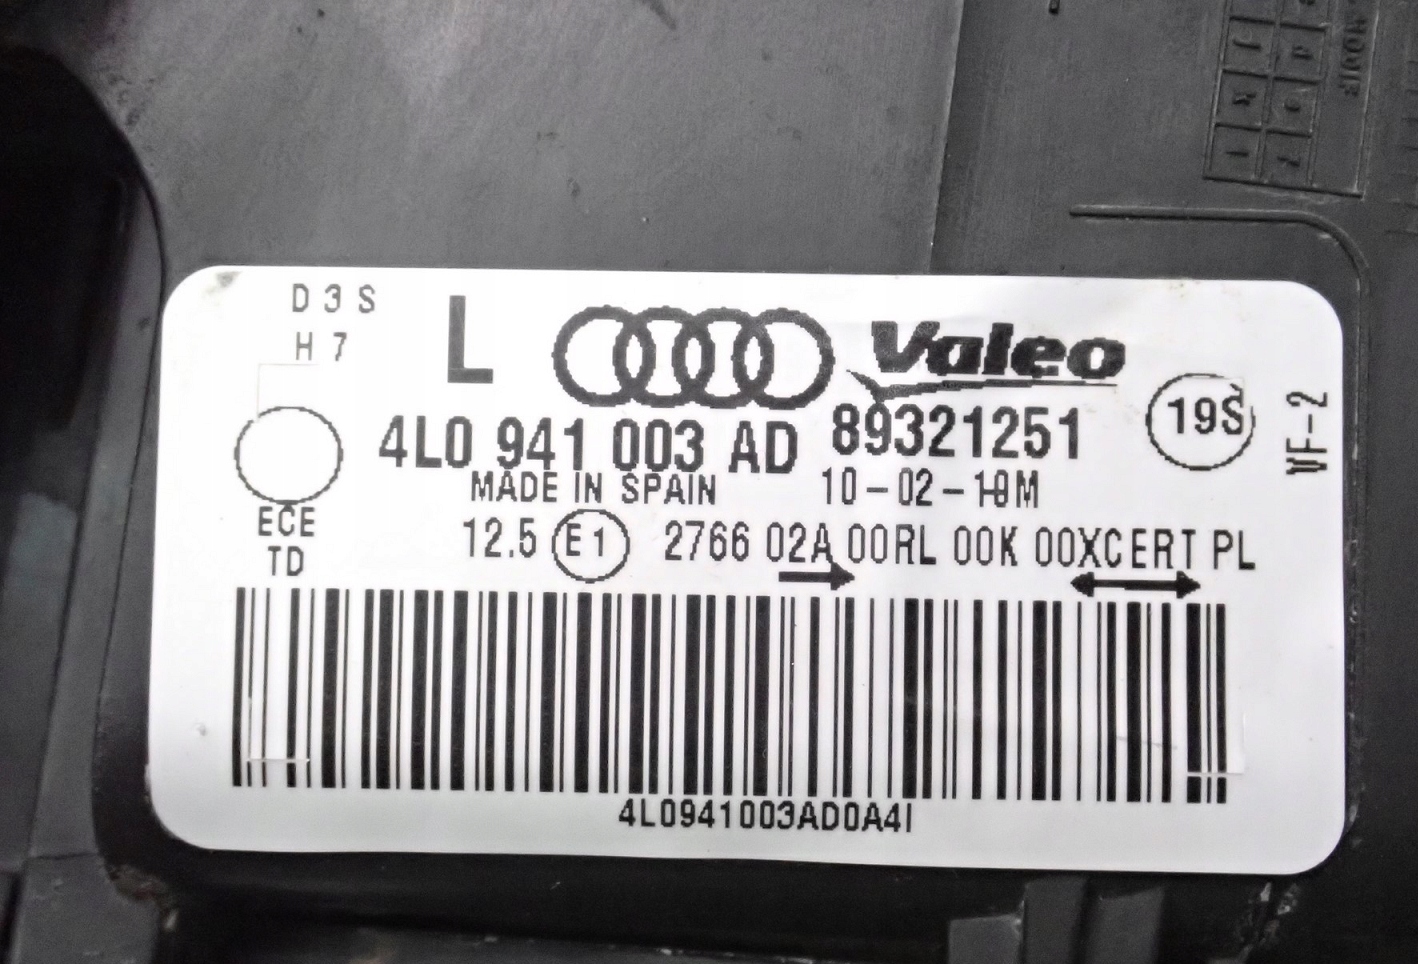 D3S
H7
L
Valeo
4L0 941 003 AD
89321251
19S
VF-2
MADE IN SPAIN
ECE
TD
12.5 E1 2766 02A 00RL 00K 00XCERT PL
4L0941003AD0A4I